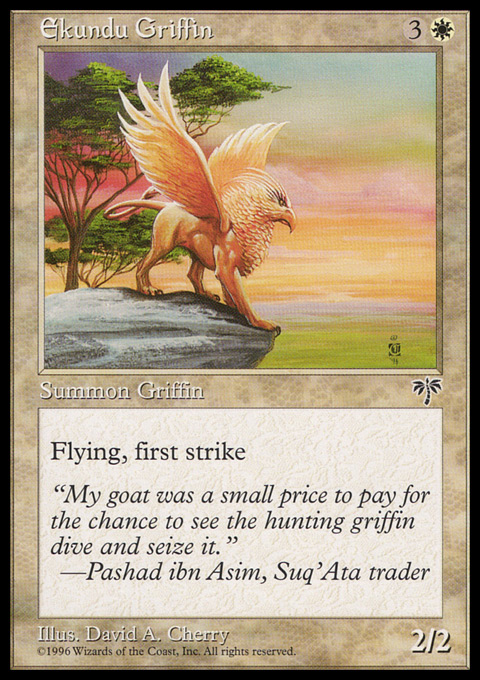 Ekundu Griffin 3
Summon Griffin
Flying, first strike
“My goat was a small price to pay for
the chance to see the hunting griffin
dive and seize it.”
—Pashad ibn Asim, Suq’Ata trader
Illus. David A. Cherry
©1996 Wizards of the Coast, Inc. All rights reserved.
2/2